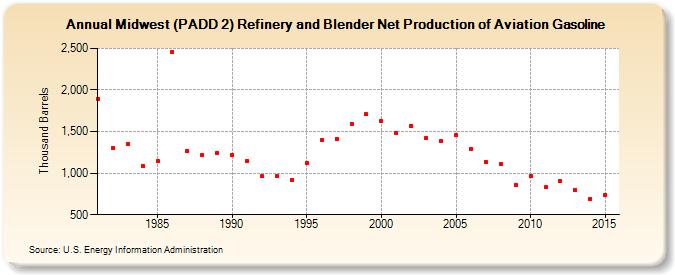 Annual Midwest (PADD 2) Refinery and Blender Net Production of Aviation Gasoline
Thousand Barrels
2,500
2,000
1,500
1,000
500
1985 1990 1995 2000 2005 2010 2015
Source: U.S. Energy Information Administration